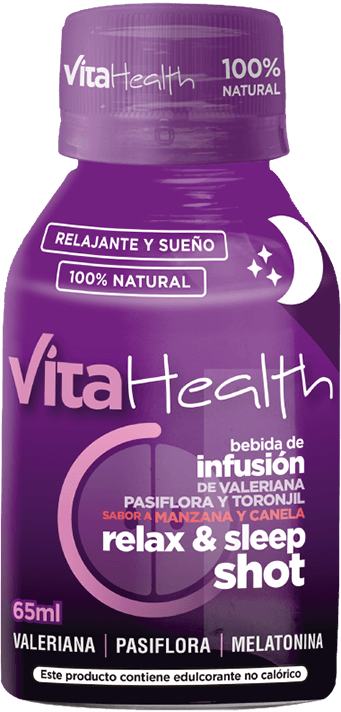 VitaHealth
100%
NATURAL
RELAJANTE Y SUEÑO
100% NATURAL
VitaHealth
bebida de
infusión
DE VALERIANA
PASIFLORA Y TORONJIL
SABOR A MANZANA Y CANELA
relax & sleep
shot
65ml
VALERIANA | PASIFLORA | MELATONINA
Este producto contiene edulcorante no calórico